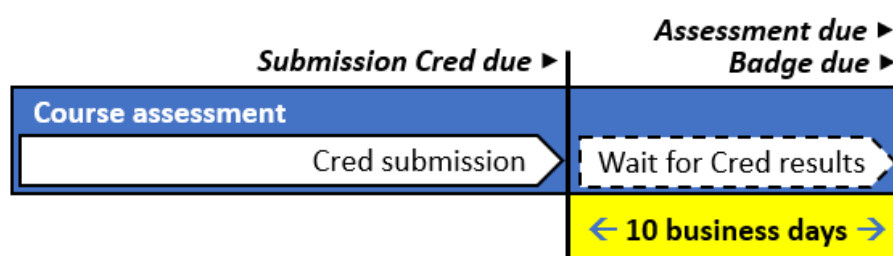 Assessment due ►
Submission Cred due ► Badge due ►
Course assessment
Cred submission Wait for Cred results
← 10 business days →